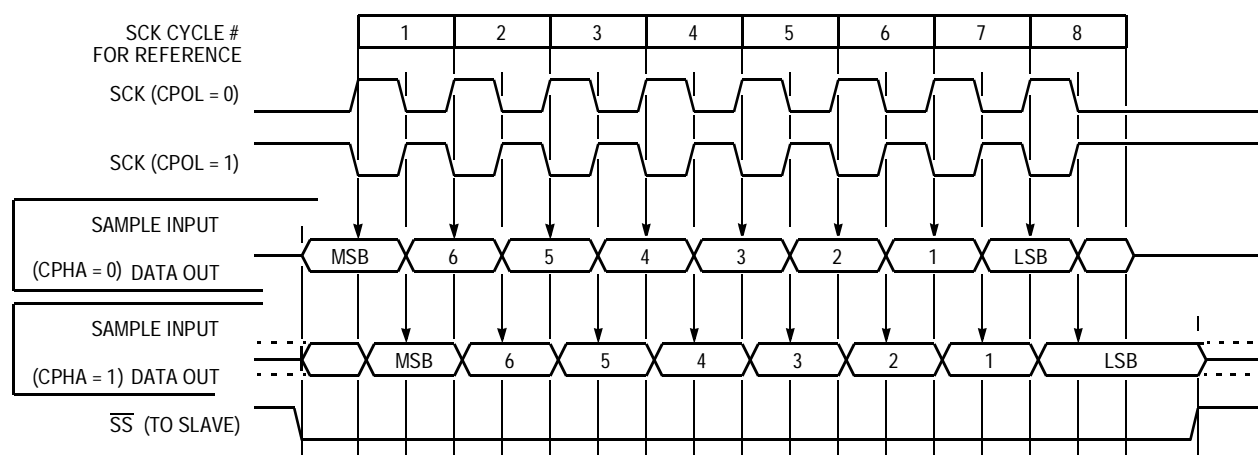 SCK CYCLE #
FOR REFERENCE
1 2 3 4 5 6 7 8
SCK (CPOL = 0)
SCK (CPOL = 1)
SAMPLE INPUT
(CPHA = 0) DATA OUT
MSB 6 5 4 3 2 1 LSB
SAMPLE INPUT
(CPHA = 1) DATA OUT
MSB 6 5 4 3 2 1 LSB
SS (TO SLAVE)